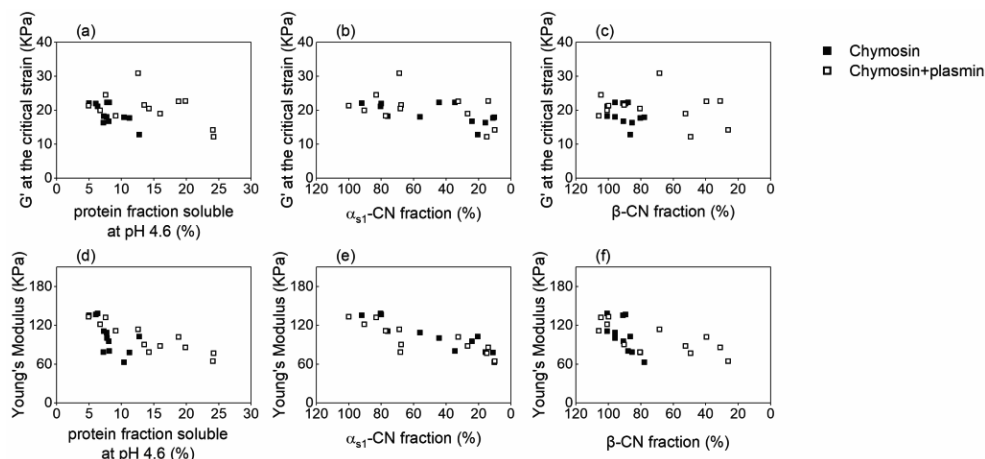 (a)
(b)
(c)
G' at the critical strain (KPa)
40
30
20
10
0
0 5 10 15 20 25 30
protein fraction soluble
at pH 4.6 (%)
G' at the critical strain (KPa)
40
30
20
10
0
120 100 80 60 40 20 0
αs1-CN fraction (%)
G' at the critical strain (KPa)
40
30
20
10
0
120 100 80 60 40 20 0
β-CN fraction (%)
Chymosin
Chymosin+plasmin
(d)
(e)
(f)
Young's Modulus (KPa)
180
120
60
0
0 5 10 15 20 25 30
protein fraction soluble
at pH 4.6 (%)
Young's Modulus (KPa)
180
120
60
0
120 100 80 60 40 20 0
αs1-CN fraction (%)
Young's Modulus (KPa)
180
120
60
0
120 100 80 60 40 20 0
β-CN fraction (%)